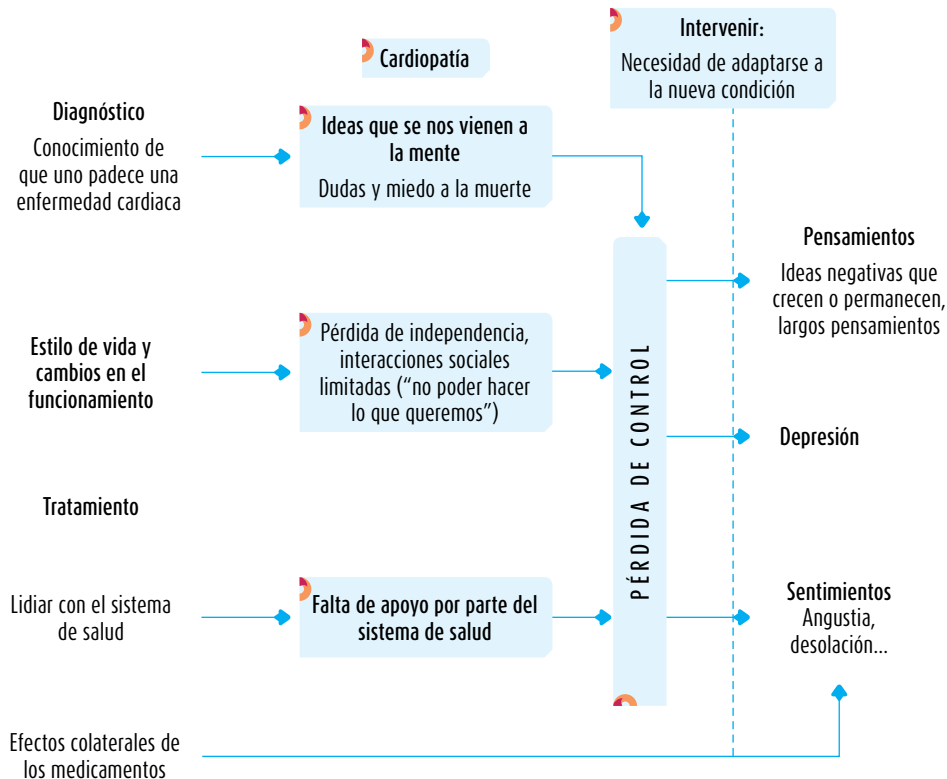 Cardiopatía
Intervenir:
Necesidad de adaptarse a
la nueva condición
Diagnóstico
Conocimiento de
que uno padece una
enfermedad cardiaca
Ideas que se nos vienen a
la mente
Dudas y miedo a la muerte
Estilo de vida y
cambios en el
funcionamiento
Pérdida de independencia,
interacciones sociales
limitadas (“no poder hacer
lo que queremos”)
PÉRDIDA DE CONTROL
Pensamientos
Ideas negativas que
crecen o permanecen,
largos pensamientos
Depresión
Tratamiento
Lidiar con el sistema
de salud
Falta de apoyo por parte del
sistema de salud
Sentimientos
Angustia,
desolación...
Efectos colaterales de
los medicamentos